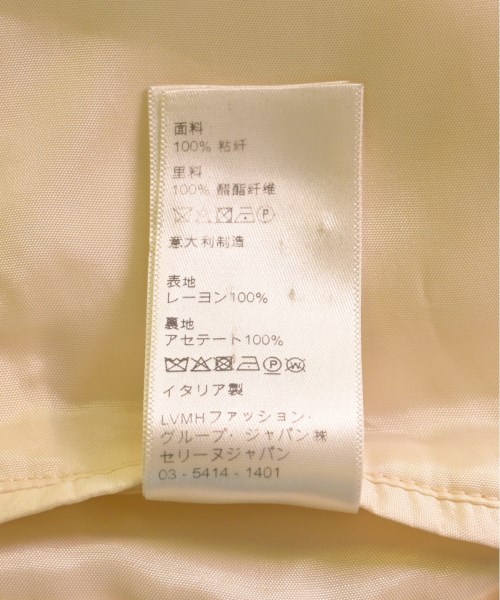 面料
100% 粘纤
里料
100% 醋酯纤维
意大利制造
表地
レーヨン100%
裏地
アセテート100%
イタリア製
LVMHファッション・
グループ・ジャパン㈱
セリーヌジャパン
03 - 5414 - 1401